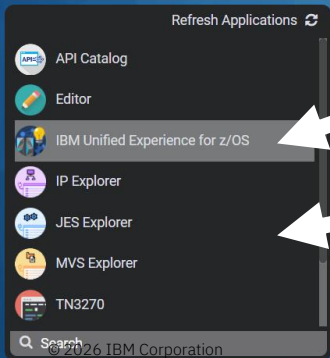 Refresh Applications
API API Catalog
Editor
IBM Unified Experience for z/OS
IP Explorer
JES Explorer
MVS Explorer
TN3270
Search
© 2026 IBM Corporation